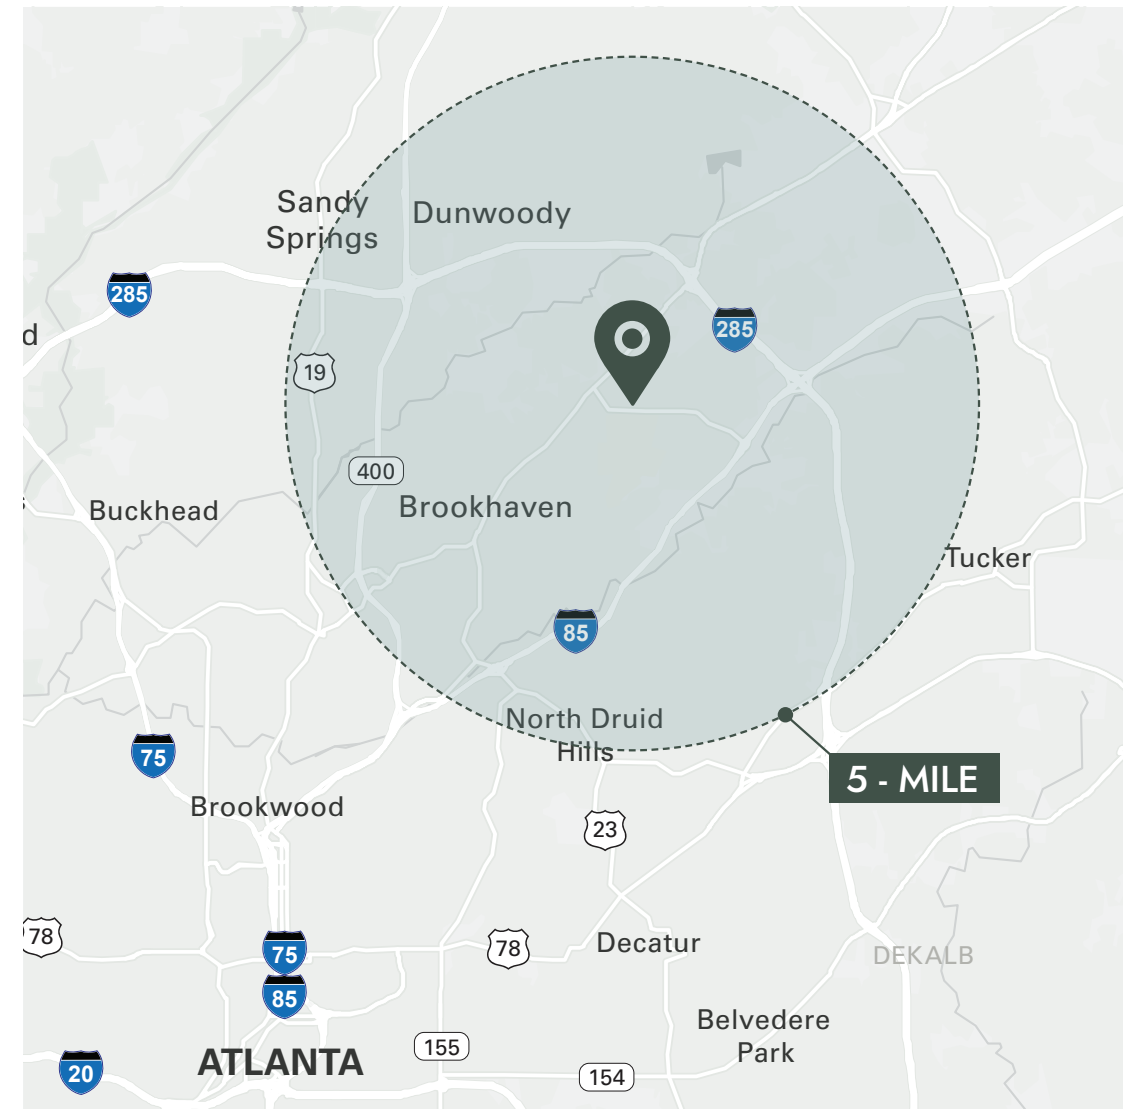 Sandy
Springs
Dunwoody
285
285
d
19
400
Brookhaven
Buckhead
Tucker
85
North Druid
Hills
75
5 - MILE
Brookwood
23
78
75
78
Decatur
DEKALB
85
Belvedere
Park
155
ATLANTA
20
154